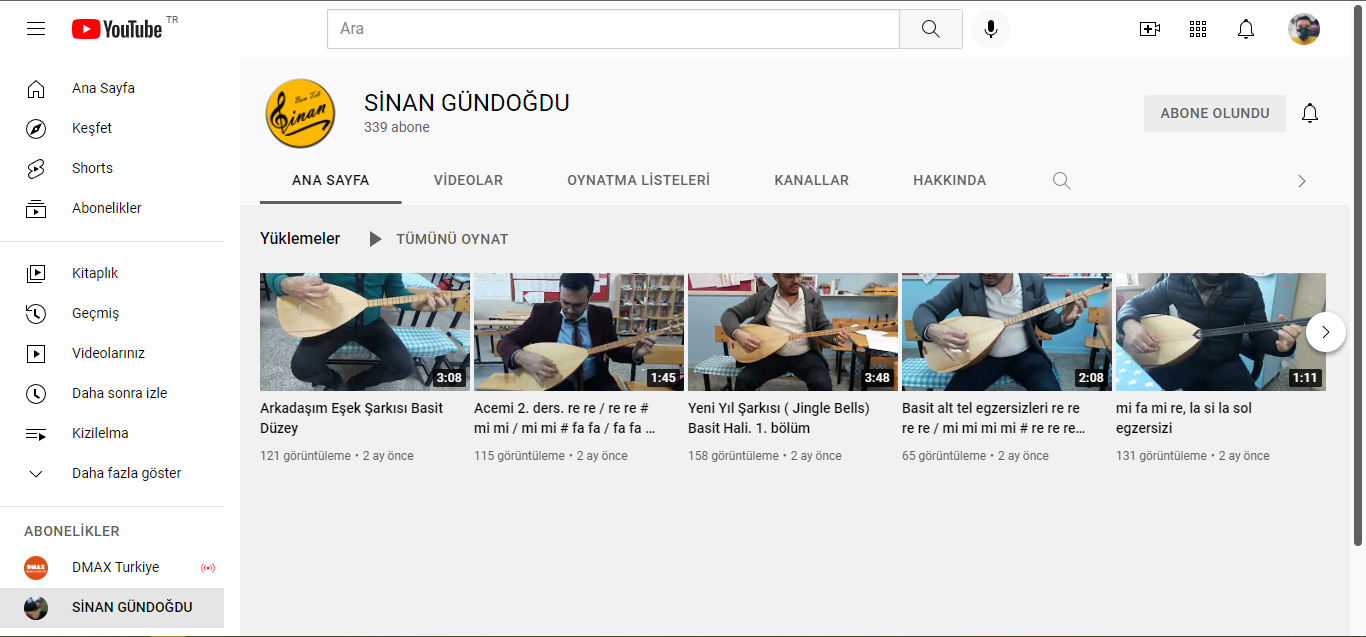 YouTube TR
Ara
Ana Sayfa
Keşfet
Shorts
Abonelikler
Kitaplık
Geçmiş
Videolarınız
Daha sonra izle
Kizilelma
Daha fazla göster
ABONELİKLER
DMAX Turkiye
SİNAN GÜNDOĞDU
Sinan
SİNAN GÜNDOĞDU
339 abone
ABONE OLUNDU
ANA SAYFA VİDEOLAR OYNATMA LİSTELERİ KANALLAR HAKKINDA
Yüklemeler TÜMÜNÜ OYNAT
3:08
Arkadaşım Eşek Şarkısı Basit
Düzey
121 görüntüleme • 2 ay önce
1:45
Acemi 2. ders. re re / re re #
mi mi / mi mi # fa fa / fa fa ...
115 görüntüleme • 2 ay önce
3:48
Yeni Yıl Şarkısı ( Jingle Bells)
Basit Hali. 1. bölüm
158 görüntüleme • 2 ay önce
2:08
Basit alt tel egzersizleri re re
re re / mi mi mi mi # re re re...
65 görüntüleme • 2 ay önce
1:11
mi fa mi re, la si la sol
egzersizi
131 görüntüleme • 2 ay önce